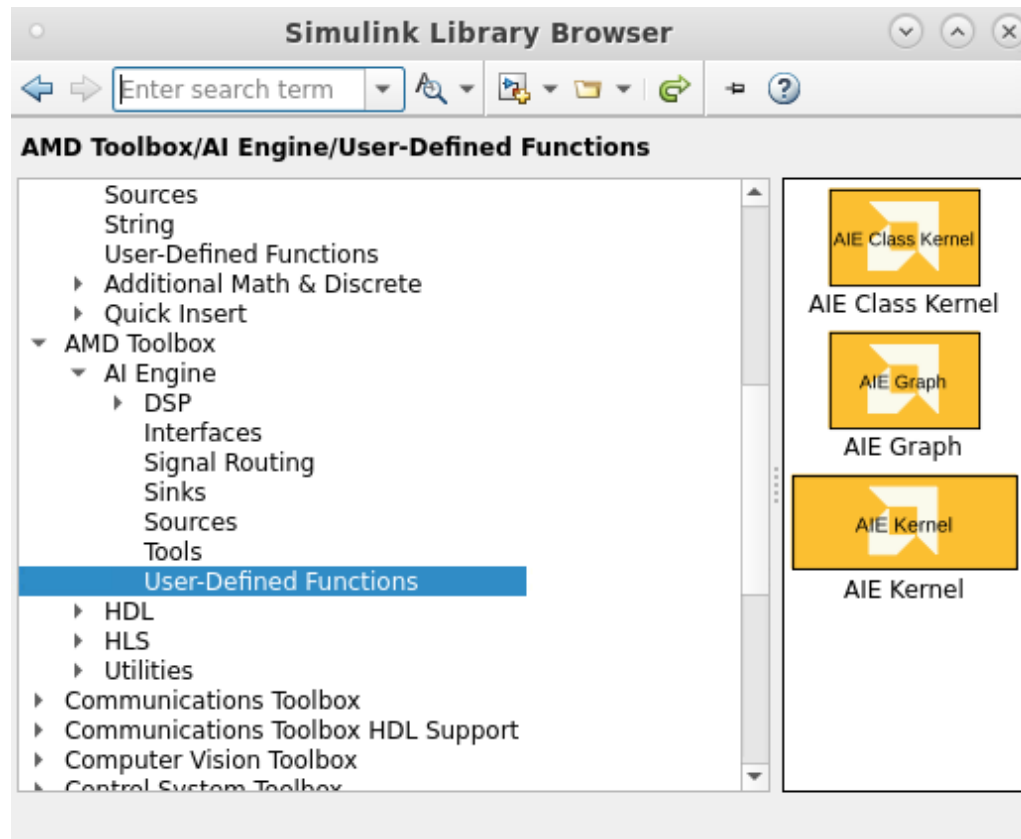 Simulink Library Browser
Enter search term
AMD Toolbox/AI Engine/User-Defined Functions
Sources
String
User-Defined Functions
Additional Math & Discrete
Quick Insert
AMD Toolbox
AI Engine
DSP
Interfaces
Signal Routing
Sinks
Sources
Tools
User-Defined Functions
HDL
HLS
Utilities
Communications Toolbox
Communications Toolbox HDL Support
Computer Vision Toolbox
Control System Toolbox
AIE Class Kernel
AIE Class Kernel
AIE Graph
AIE Graph
AIE Kernel
AIE Kernel